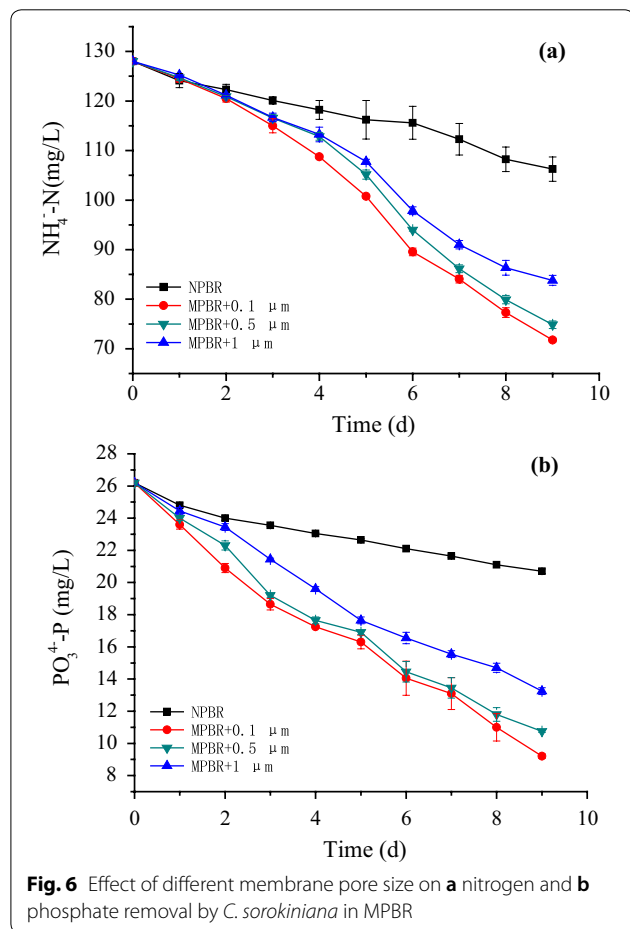 (a)
130
120
110
100
90
80
70
NH₄⁻-N(mg/L)
NPBR
MPBR+0.1 μm
MPBR+0.5 μm
MPBR+1 μm
0 2 4 6 8 10
Time (d)
(b)
28
26
24
22
20
18
16
14
12
10
8
PO₃⁴⁻-P (mg/L)
NPBR
MPBR+0.1 μm
MPBR+0.5 μm
MPBR+1 μm
0 2 4 6 8 10
Time (d)
Fig. 6 Effect of different membrane pore size on a nitrogen and b
phosphate removal by C. sorokiniana in MPBR